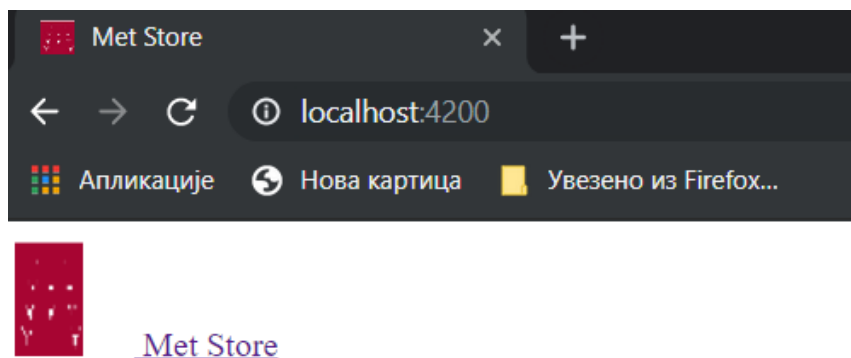 Met Store
localhost:4200
Апликације Нова картица Увезено из Firefox...
Met Store